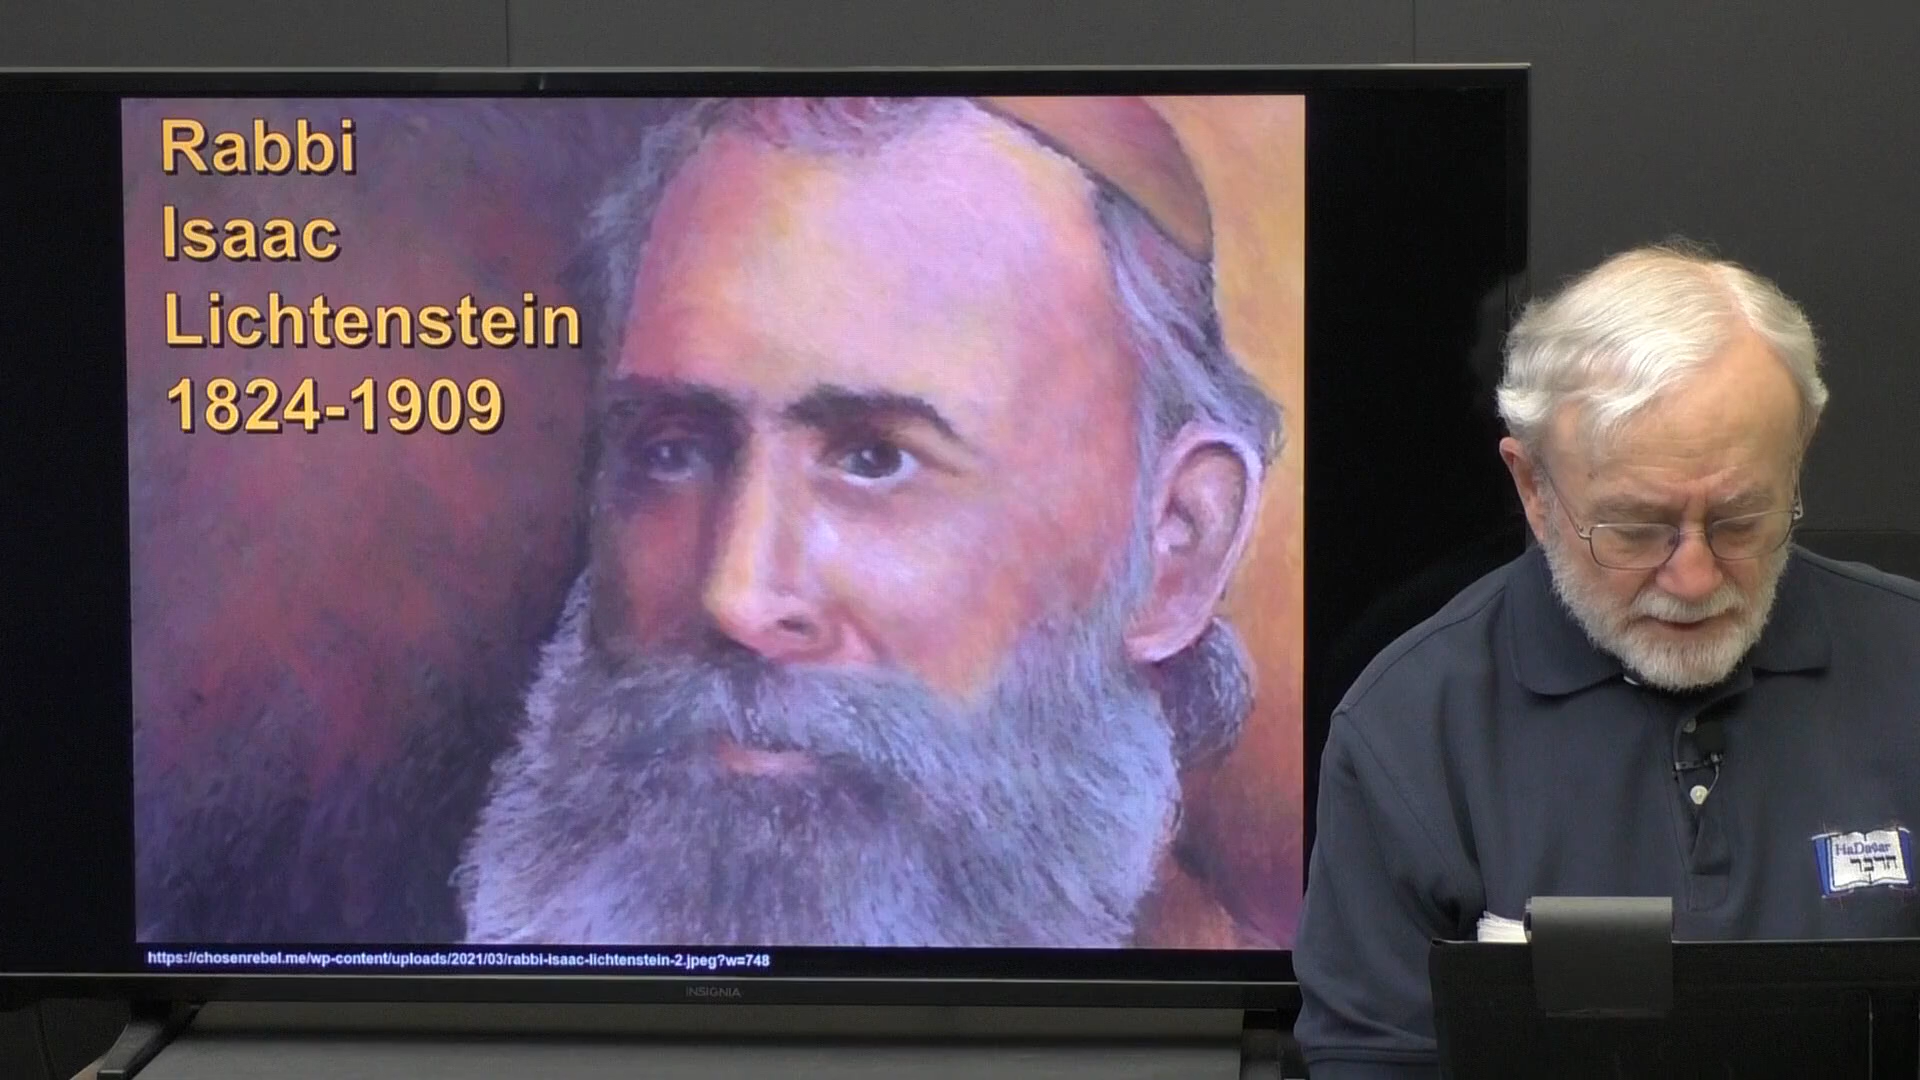 Rabbi
Isaac
Lichtenstein
1824-1909
https://chosenrebel.me/wp-content/uploads/2021/03/rabbi-isaac-lichtenstein-2.jpeg?w=748
INSIGNIA
HaDavar
הדבר